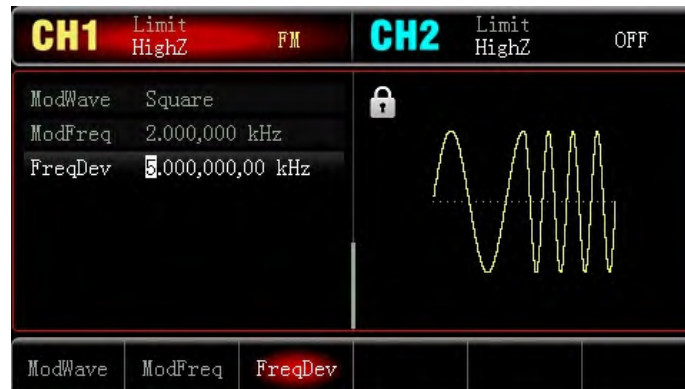 CH1 Limit HighZ FM CH2 Limit HighZ OFF
ModWave Square
ModFreq 2.000,000 kHz
FreqDev 5.000,000,00 kHz
ModWave ModFreq FreqDev